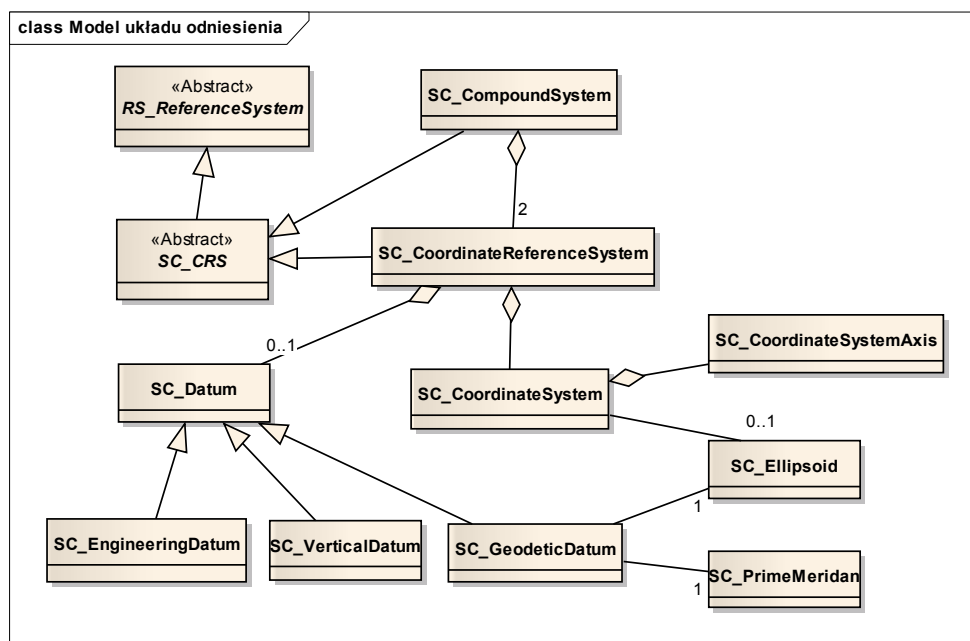 class Model układu odniesienia
«Abstract»
RS_ReferenceSystem
SC_CompoundSystem
2
«Abstract»
SC_CRS
SC_CoordinateReferenceSystem
0..1
SC_CoordinateSystemAxis
SC_Datum
SC_CoordinateSystem
0..1
SC_Ellipsoid
1
SC_EngineeringDatum
SC_VerticalDatum
SC_GeodeticDatum
1
SC_PrimeMeridan